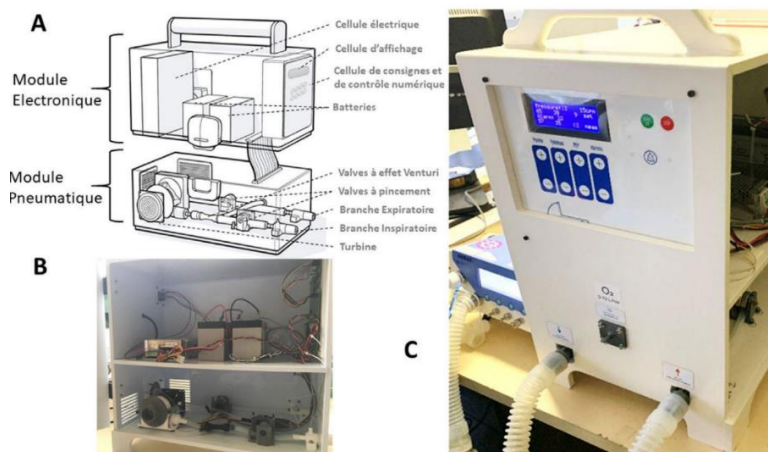 A
Module
Electronique
Cellule électrique
Cellule d'affichage
Cellule de consignes et
de contrôle numérique
Batteries
Module
Pneumatique
Valves à effet Venturi
Valves à pincement
Branche Expiratoire
Branche Inspiratoire
Turbine
B
C
O₂